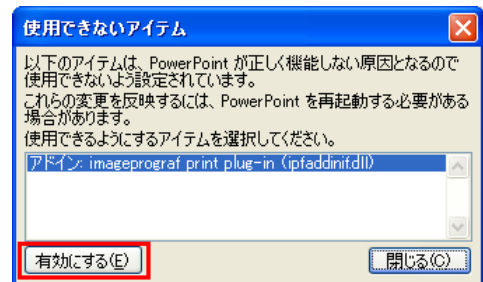 使用できないアイテム
以下のアイテムは、PowerPoint が正しく機能しない原因となるので
使用できないよう設定されています。
これらの変更を反映するには、PowerPoint を再起動する必要がある
場合があります。
使用できるようにするアイテムを選択してください。
アドイン: imageprograf print plug-in (ipfaddinif.dll)
有効にする(E) 閉じる(C)